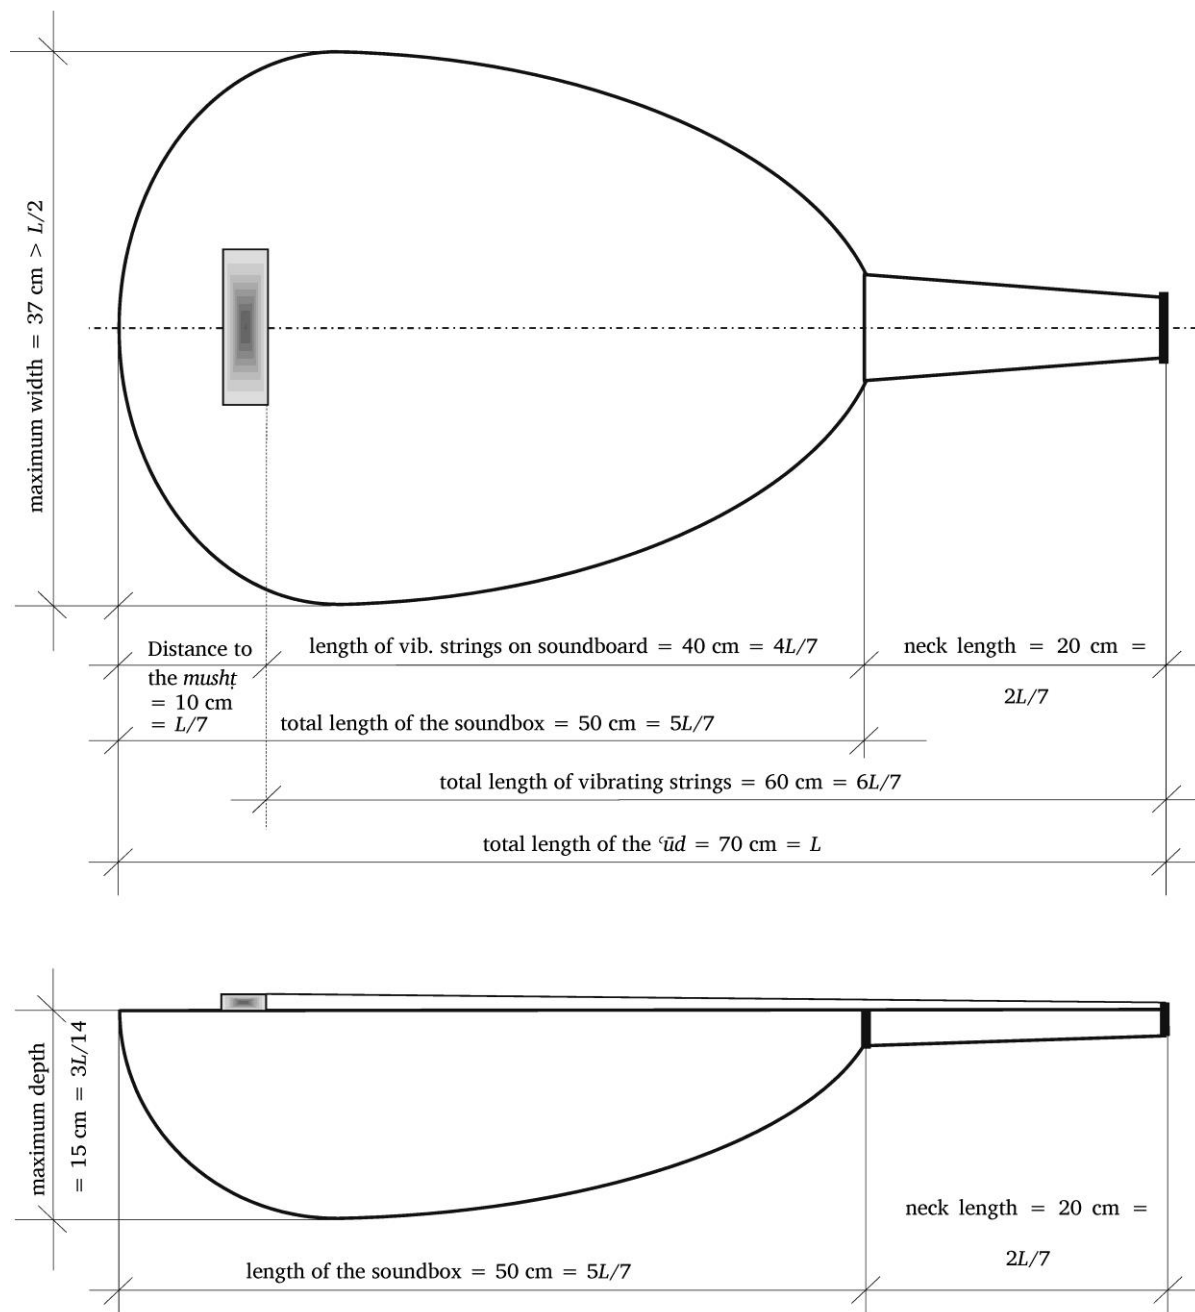 maximum width = 37 cm > L/2
length of vib. strings on soundboard = 40 cm = 4L/7
neck length = 20 cm =
2L/7
Distance to
the mushṭ
= 10 cm
= L/7
total length of the soundbox = 50 cm = 5L/7
total length of vibrating strings = 60 cm = 6L/7
total length of the ʿūd = 70 cm = L
maximum depth
= 15 cm = 3L/14
neck length = 20 cm =
2L/7
length of the soundbox = 50 cm = 5L/7